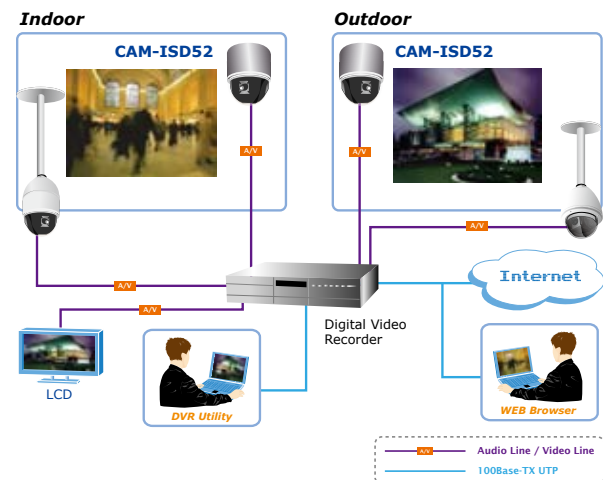 Indoor
Outdoor
CAM-ISD52
CAM-ISD52
A/V
A/V
A/V
A/V
A/V
Internet
Digital Video
Recorder
LCD
DVR Utility
WEB Browser
A/V
Audio Line / Video Line
100Base-TX UTP